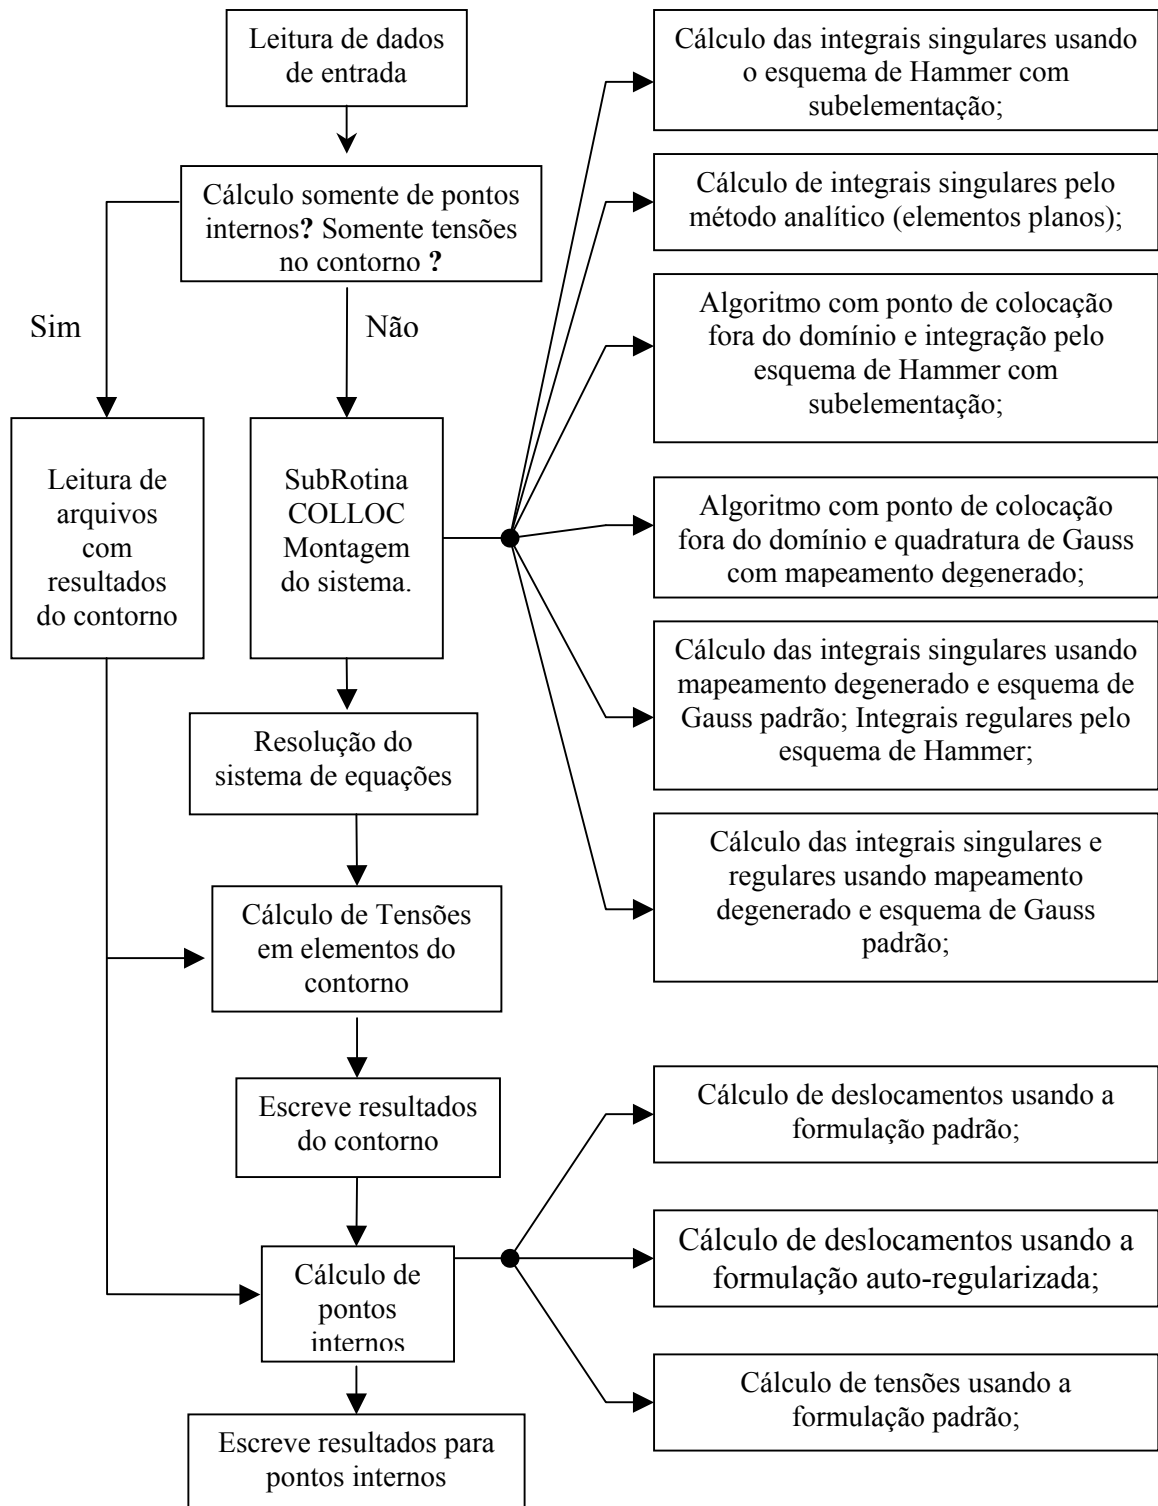 Leitura de dados
de entrada
Cálculo somente de pontos
internos? Somente tensões
no contorno ?
Sim
Não
Leitura de
arquivos
com
resultados
do contorno
SubRotina
COLLOC
Montagem
do sistema.
Resolução do
sistema de equações
Cálculo de Tensões
em elementos do
contorno
Escreve resultados
do contorno
Cálculo de
pontos
internos
Escreve resultados para
pontos internos
Cálculo das integrais singulares usando
o esquema de Hammer com
subelementação;
Cálculo de integrais singulares pelo
método analítico (elementos planos);
Algoritmo com ponto de colocação
fora do domínio e integração pelo
esquema de Hammer com
subelementação;
Algoritmo com ponto de colocação
fora do domínio e quadratura de Gauss
com mapeamento degenerado;
Cálculo das integrais singulares usando
mapeamento degenerado e esquema de
Gauss padrão; Integrais regulares pelo
esquema de Hammer;
Cálculo das integrais singulares e
regulares usando mapeamento
degenerado e esquema de Gauss
padrão;
Cálculo de deslocamentos usando a
formulação padrão;
Cálculo de deslocamentos usando a
formulação auto-regularizada;
Cálculo de tensões usando a
formulação padrão;